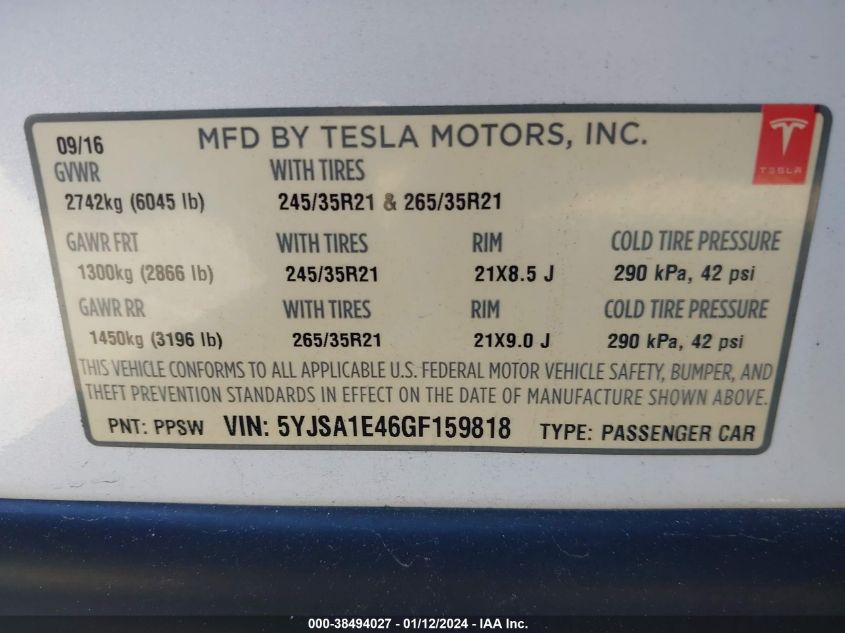 09/16 MFD BY TESLA MOTORS, INC.
TESLA
GVWR WITH TIRES
2742kg (6045 lb) 245/35R21 & 265/35R21
GAWR FRT WITH TIRES RIM COLD TIRE PRESSURE
1300kg (2866 lb) 245/35R21 21X8.5 J 290 kPa, 42 psi
GAWR RR WITH TIRES RIM COLD TIRE PRESSURE
1450kg (3196 lb) 265/35R21 21X9.0 J 290 kPa, 42 psi
THIS VEHICLE CONFORMS TO ALL APPLICABLE U.S. FEDERAL MOTOR VEHICLE SAFETY, BUMPER, AND
THEFT PREVENTION STANDARDS IN EFFECT ON THE DATE OF MANUFACTURE SHOWN ABOVE.
PNT: PPSW VIN: 5YJSA1E46GF159818 TYPE: PASSENGER CAR
000-38494027 - 01/12/2024 - IAA Inc.